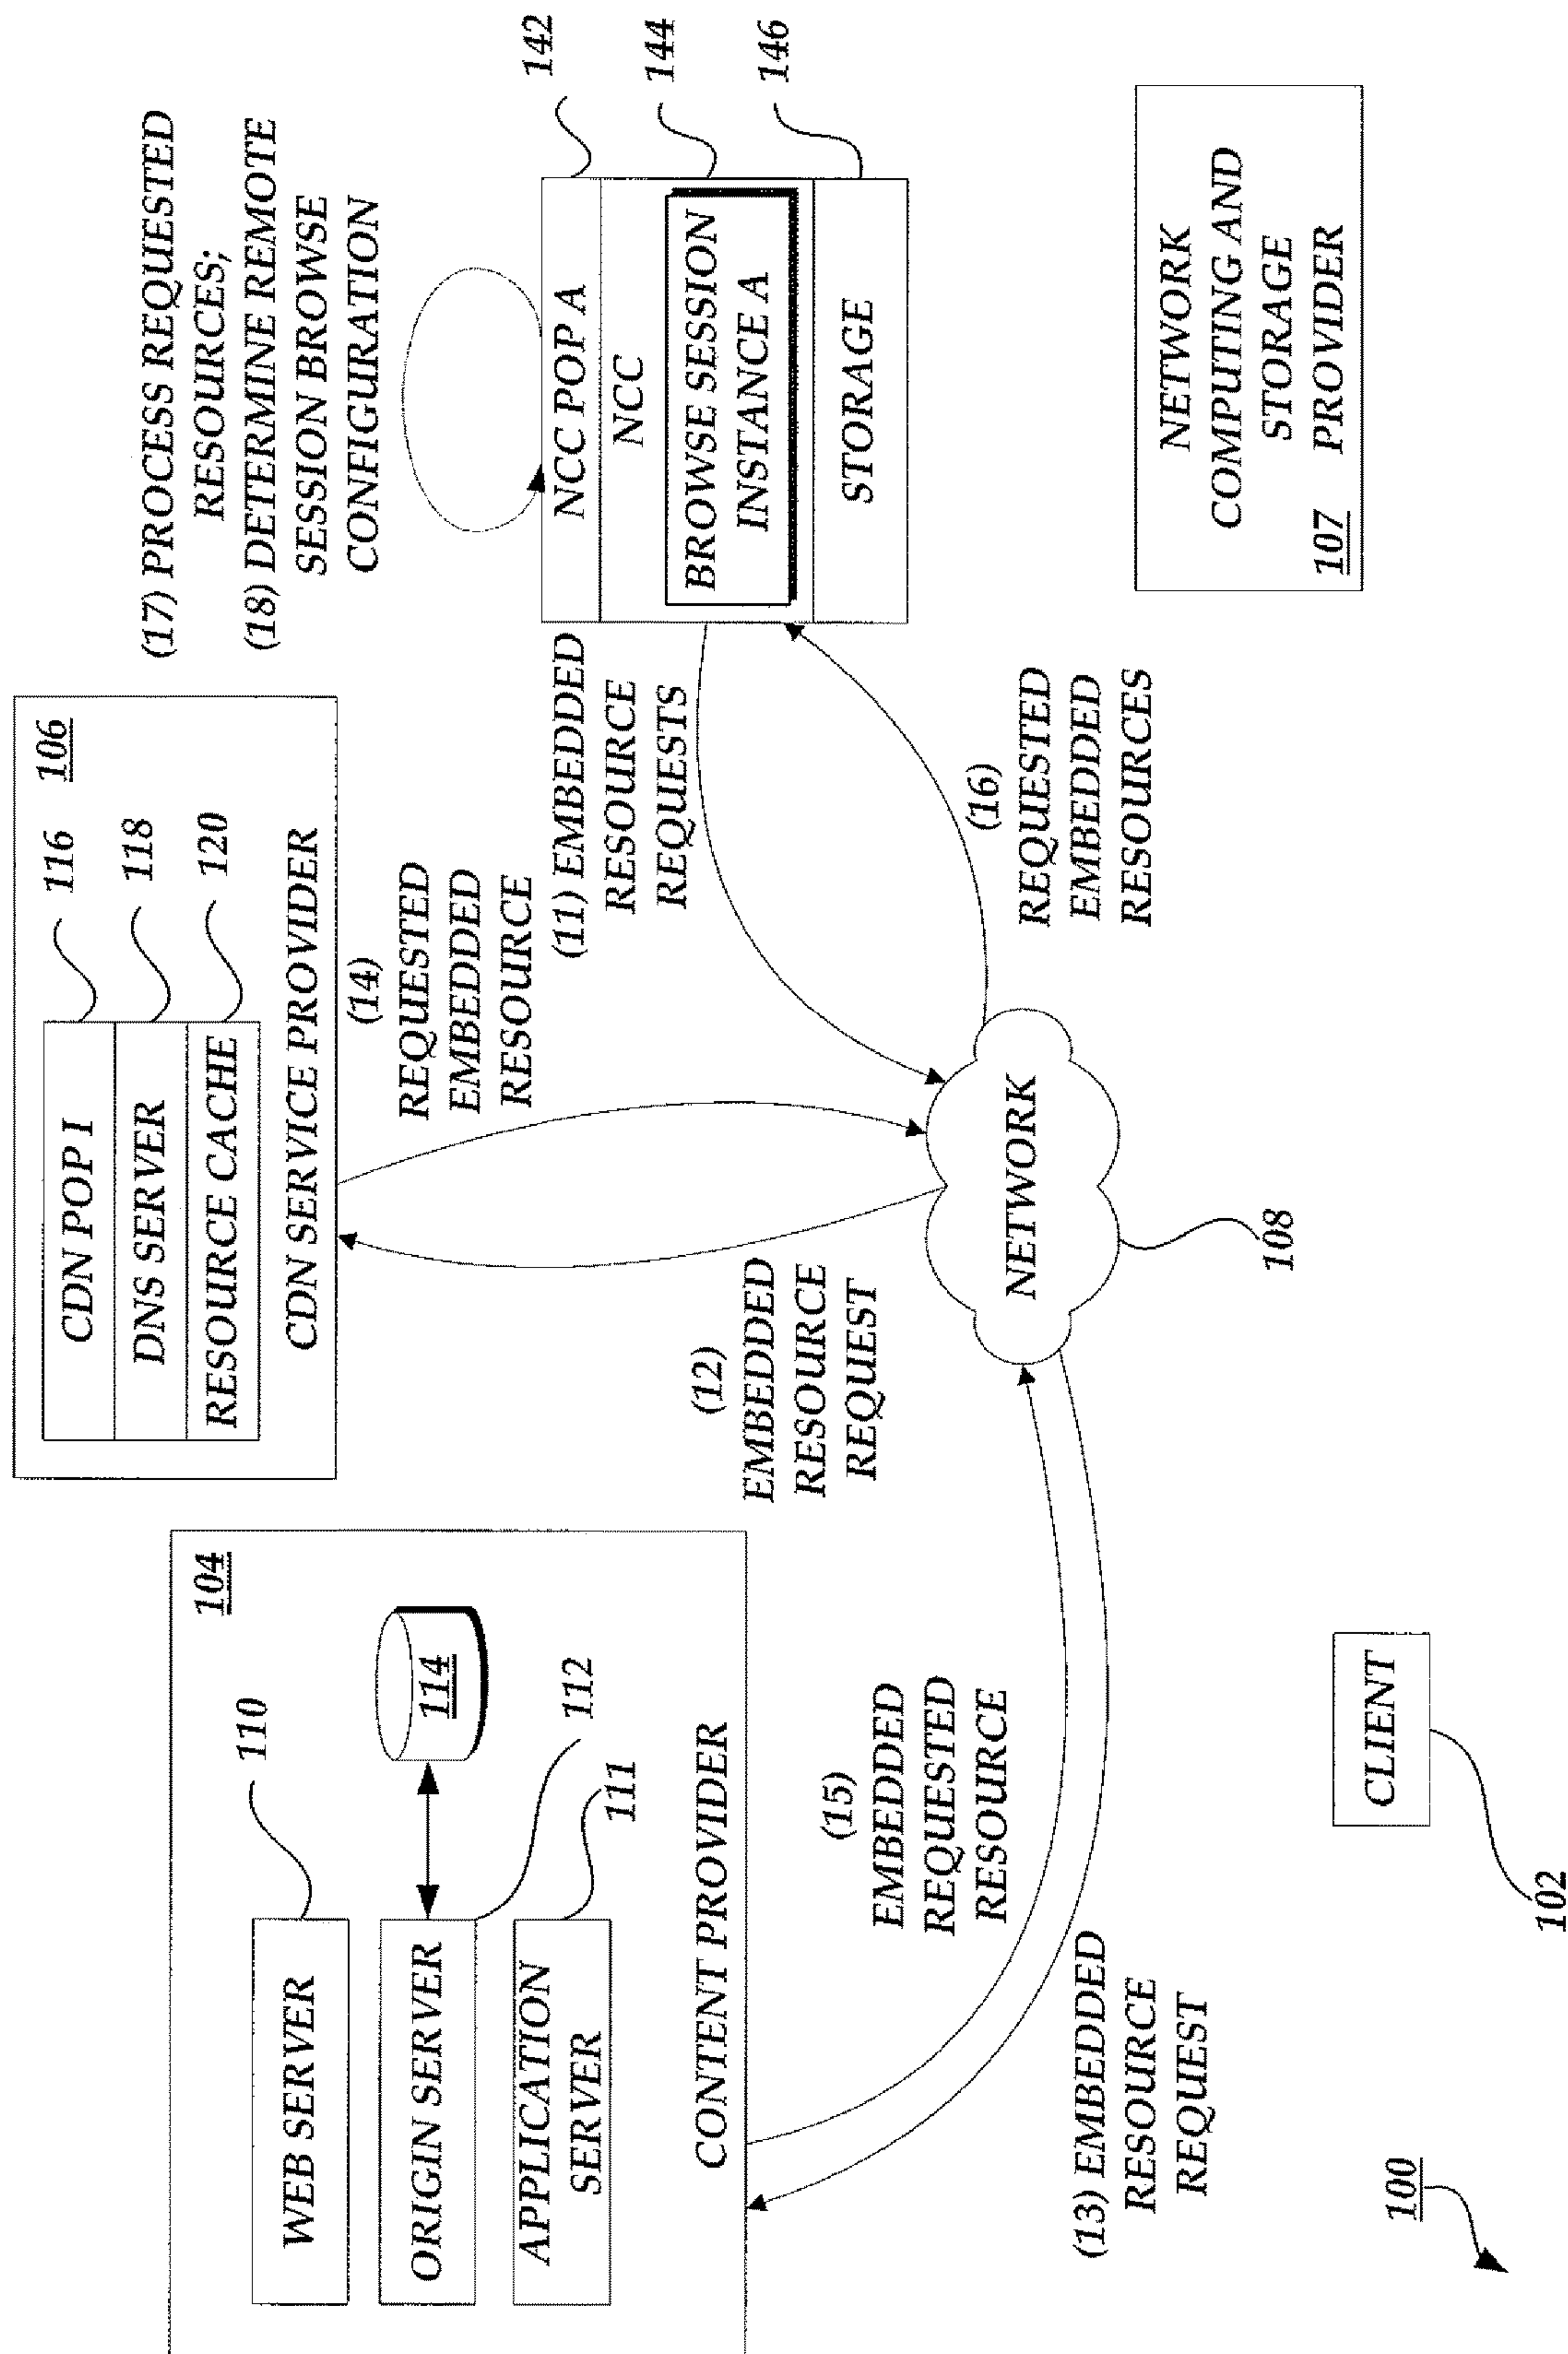 104
110
WEB SERVER
ORIGIN SERVER
114
112
APPLICATION
SERVER
111
CONTENT PROVIDER
106
CDN POP I
116
DNS SERVER
118
RESOURCE CACHE
120
CDN SERVICE PROVIDER
(17) PROCESS REQUESTED
RESOURCES;
(18) DETERMINE REMOTE
SESSION BROWSE
CONFIGURATION
NCC POP A
142
NCC
BROWSE SESSION
INSTANCE A
144
STORAGE
146
(14)
REQUESTED
EMBEDDED
RESOURCE
(11) EMBEDDED
RESOURCE
REQUESTS
(12)
EMBEDDED
RESOURCE
REQUEST
(15)
EMBEDDED
REQUESTED
RESOURCE
(16)
REQUESTED
EMBEDDED
RESOURCES
NETWORK
108
(13) EMBEDDED
RESOURCE
REQUEST
NETWORK
COMPUTING AND
STORAGE
107 PROVIDER
CLIENT
102
100